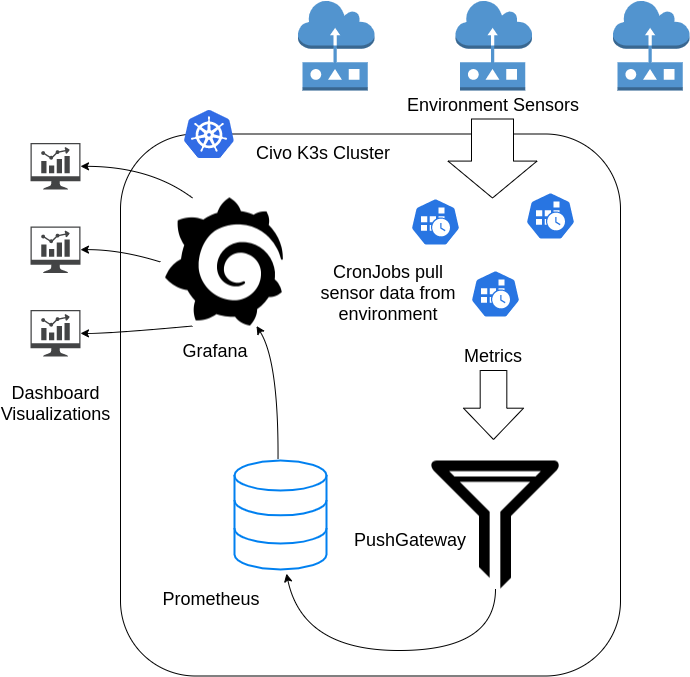 Environment Sensors
Civo K3s Cluster
CronJobs pull
sensor data from
environment
Grafana
Metrics
Dashboard
Visualizations
PushGateway
Prometheus